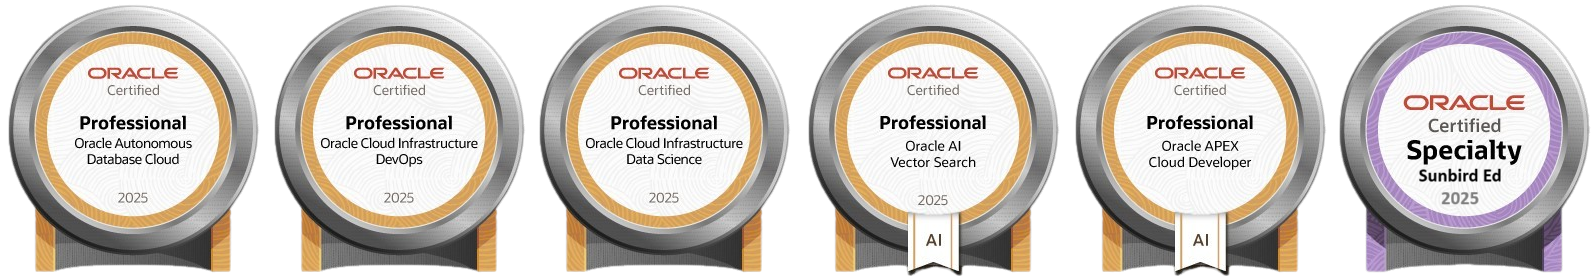 ORACLE
Certified
Professional
Oracle Autonomous
Database Cloud
2025
ORACLE
Certified
Professional
Oracle Cloud Infrastructure
DevOps
2025
ORACLE
Certified
Professional
Oracle Cloud Infrastructure
Data Science
2025
ORACLE
Certified
Professional
Oracle AI
Vector Search
2025
AI
ORACLE
Certified
Professional
Oracle APEX
Cloud Developer
AI
ORACLE
Certified
Specialty
Sunbird Ed
2025